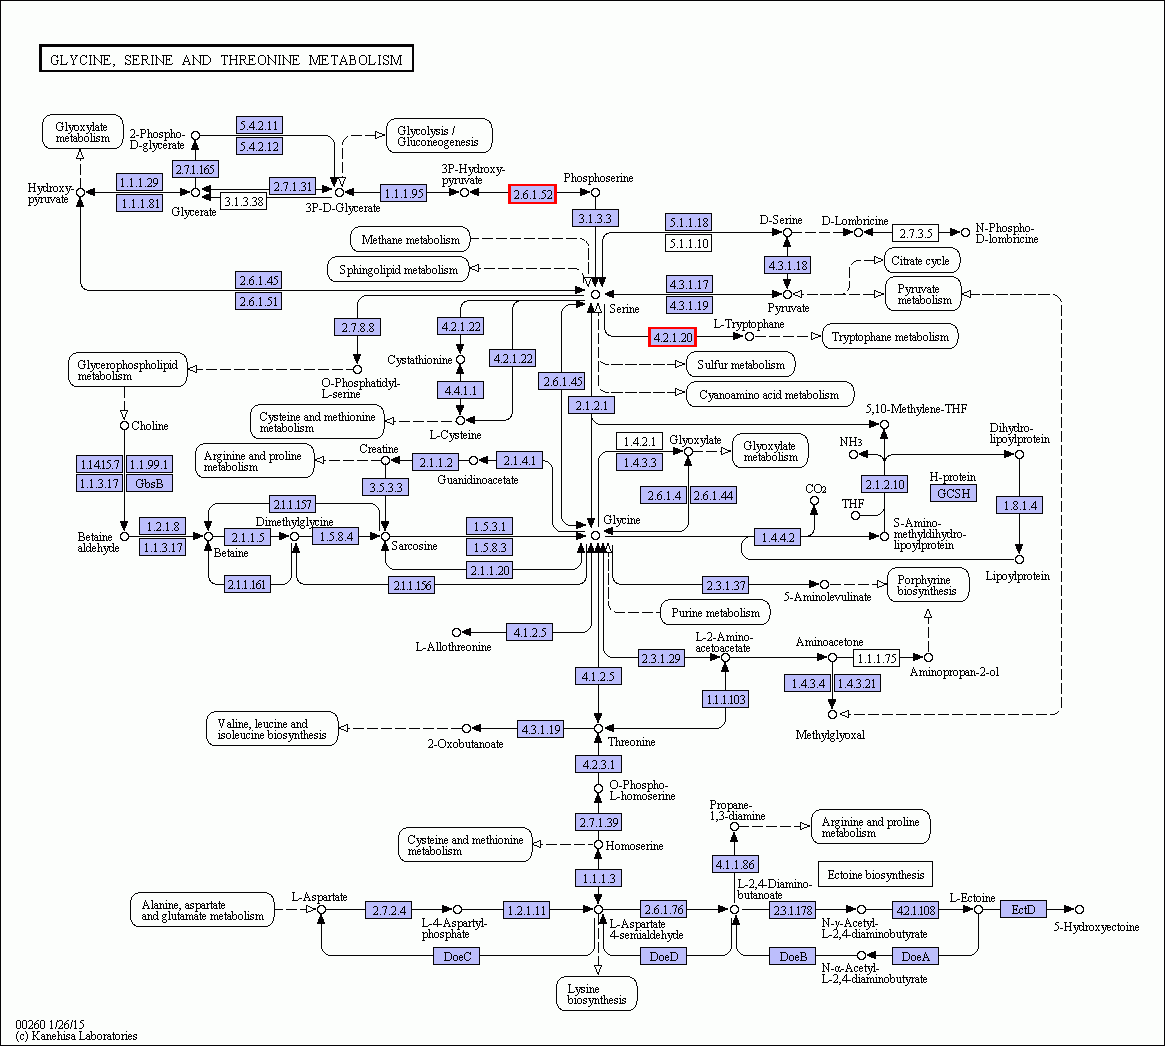 GLYCINE, SERINE AND THREONINE METABOLISM
Glyoxylate
metabolism
2-Phospho-
D-glycerate
5.4.2.11
5.4.2.12
Glycolysis /
Gluconeogenesis
2.7.1.165
3P-Hydroxy-
pyruvate
Phosphoserine
Hydroxy-
pyruvate
1.1.1.29
1.1.1.81
Glycerate
2.7.1.31
3.1.3.38
3P-D-Glycerate
1.1.1.95
2.6.1.52
3.1.3.3
Methane metabolism
Sphingolipid metabolism
5.1.1.18
5.1.1.10
D-Serine
D-Lombricine
2.7.3.5
N-Phospho-
D-lombricine
4.3.1.18
Citrate cycle
2.6.1.45
2.6.1.51
4.3.1.17
4.3.1.19
Serine
Pyruvate
Pyruvate
metabolism
2.7.8.8
4.2.1.22
L-Tryptophane
4.2.1.20
Tryptophane metabolism
Cystathionine
4.2.1.22
Sulfur metabolism
Glycerophospholipid
metabolism
O-Phosphatidyl-
L-serine
4.4.1.1
2.6.1.45
Cyanoamino acid metabolism
2.1.2.1
5,10-Methylene-THF
Choline
Cysteine and methionine
metabolism
L-Cysteine
1.4.2.1
1.4.3.3
Glyoxylate
Glyoxylate
metabolism
NH3
Dihydro-
lipoylprotein
Arginine and proline
metabolism
Creatine
2.1.1.2
Guanidinoacetate
2.1.4.1
1.14.15.7
1.1.99.1
1.1.3.17
GbsB
3.5.3.3
2.6.1.4
2.6.1.44
CO2
2.1.2.10
H-protein
GCSH
THF
1.8.1.4
2.1.1.157
Betaine
aldehyde
1.2.1.8
1.1.3.17
Betaine
2.1.1.5
Dimethylglycine
1.5.8.4
Sarcosine
1.5.3.1
1.5.8.3
Glycine
1.4.4.2
S-Amino-
methyldihydro-
lipoylprotein
Lipoylprotein
2.1.1.20
2.1.1.161
2.1.1.156
2.3.1.37
5-Aminolevulinate
Porphyrine
biosynthesis
Purine metabolism
L-Allothreonine
4.1.2.5
L-2-Amino-
acetoacetate
Aminoacetone
2.3.1.29
1.1.1.75
Aminopropan-2-ol
4.1.2.5
1.1.1.103
1.4.3.4
1.4.3.21
Methylglyoxal
Valine, leucine and
isoleucine biosynthesis
2-Oxobutanoate
4.3.1.19
Threonine
4.2.3.1
O-Phospho-
L-homoserine
2.7.1.39
Propane-
1,3-diamine
Arginine and proline
metabolism
Cysteine and methionine
metabolism
Homoserine
1.1.1.3
4.1.1.86
Ectoine biosynthesis
Alanine, aspartate
and glutamate metabolism
L-Aspartate
2.7.2.4
L-4-Aspartyl-
phosphate
1.2.1.11
L-Aspartate
4-semialdehyde
2.6.1.76
L-2,4-Diamino-
butanoate
2.3.1.178
N-γ-Acetyl-
L-2,4-diaminobutyrate
4.2.1.108
L-Ectoine
EctD
5-Hydroxyectoine
DoeC
DoeD
DoeB
DoeA
N-α-Acetyl-
L-2,4-diaminobutyrate
Lysine
biosynthesis
00260 1/26/15
(c) Kanehisa Laboratories